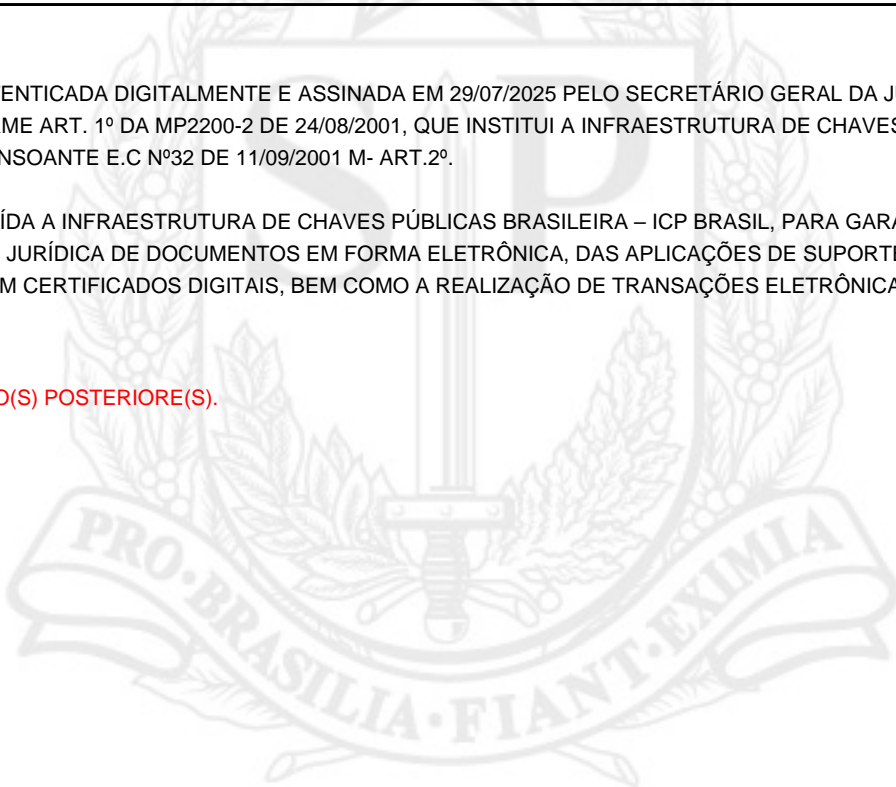 ENTICADA DIGITALMENTE E ASSINADA EM 29/07/2025 PELO SECRETÁRIO GERAL DA J
ME ART. 1º DA MP2200-2 DE 24/08/2001, QUE INSTITUI A INFRAESTRUTURA DE CHAVES
NSOANTE E.C Nº32 DE 11/09/2001 M- ART.2º.
ÍDA A INFRAESTRUTURA DE CHAVES PÚBLICAS BRASILEIRA – ICP BRASIL, PARA GARA
JURÍDICA DE DOCUMENTOS EM FORMA ELETRÔNICA, DAS APLICAÇÕES DE SUPORTE
M CERTIFICADOS DIGITAIS, BEM COMO A REALIZAÇÃO DE TRANSAÇÕES ELETRÔNICA
O(S) POSTERIORE(S).
SP
PRO·BRASILIA·FIANT·EXIMIA